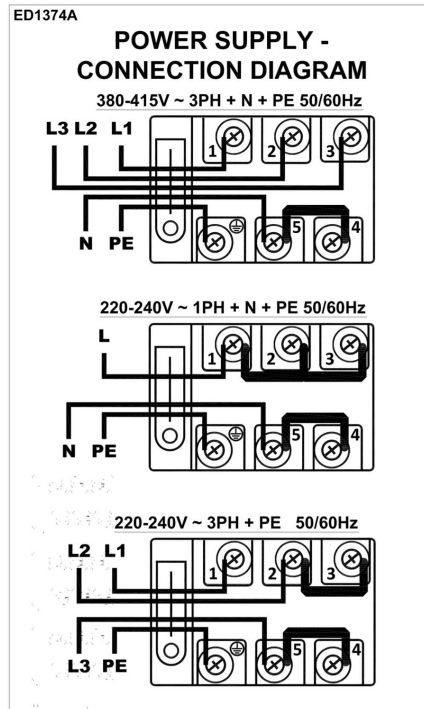 ED1374A
POWER SUPPLY -
CONNECTION DIAGRAM
380-415V ~ 3PH + N + PE 50/60Hz
L3 L2 L1
1 2 3
N PE
5 4
220-240V ~ 1PH + N + PE 50/60Hz
L
1 2 3
N PE
5 4
220-240V ~ 3PH + PE 50/60Hz
L2 L1
1 2 3
L3 PE
5 4